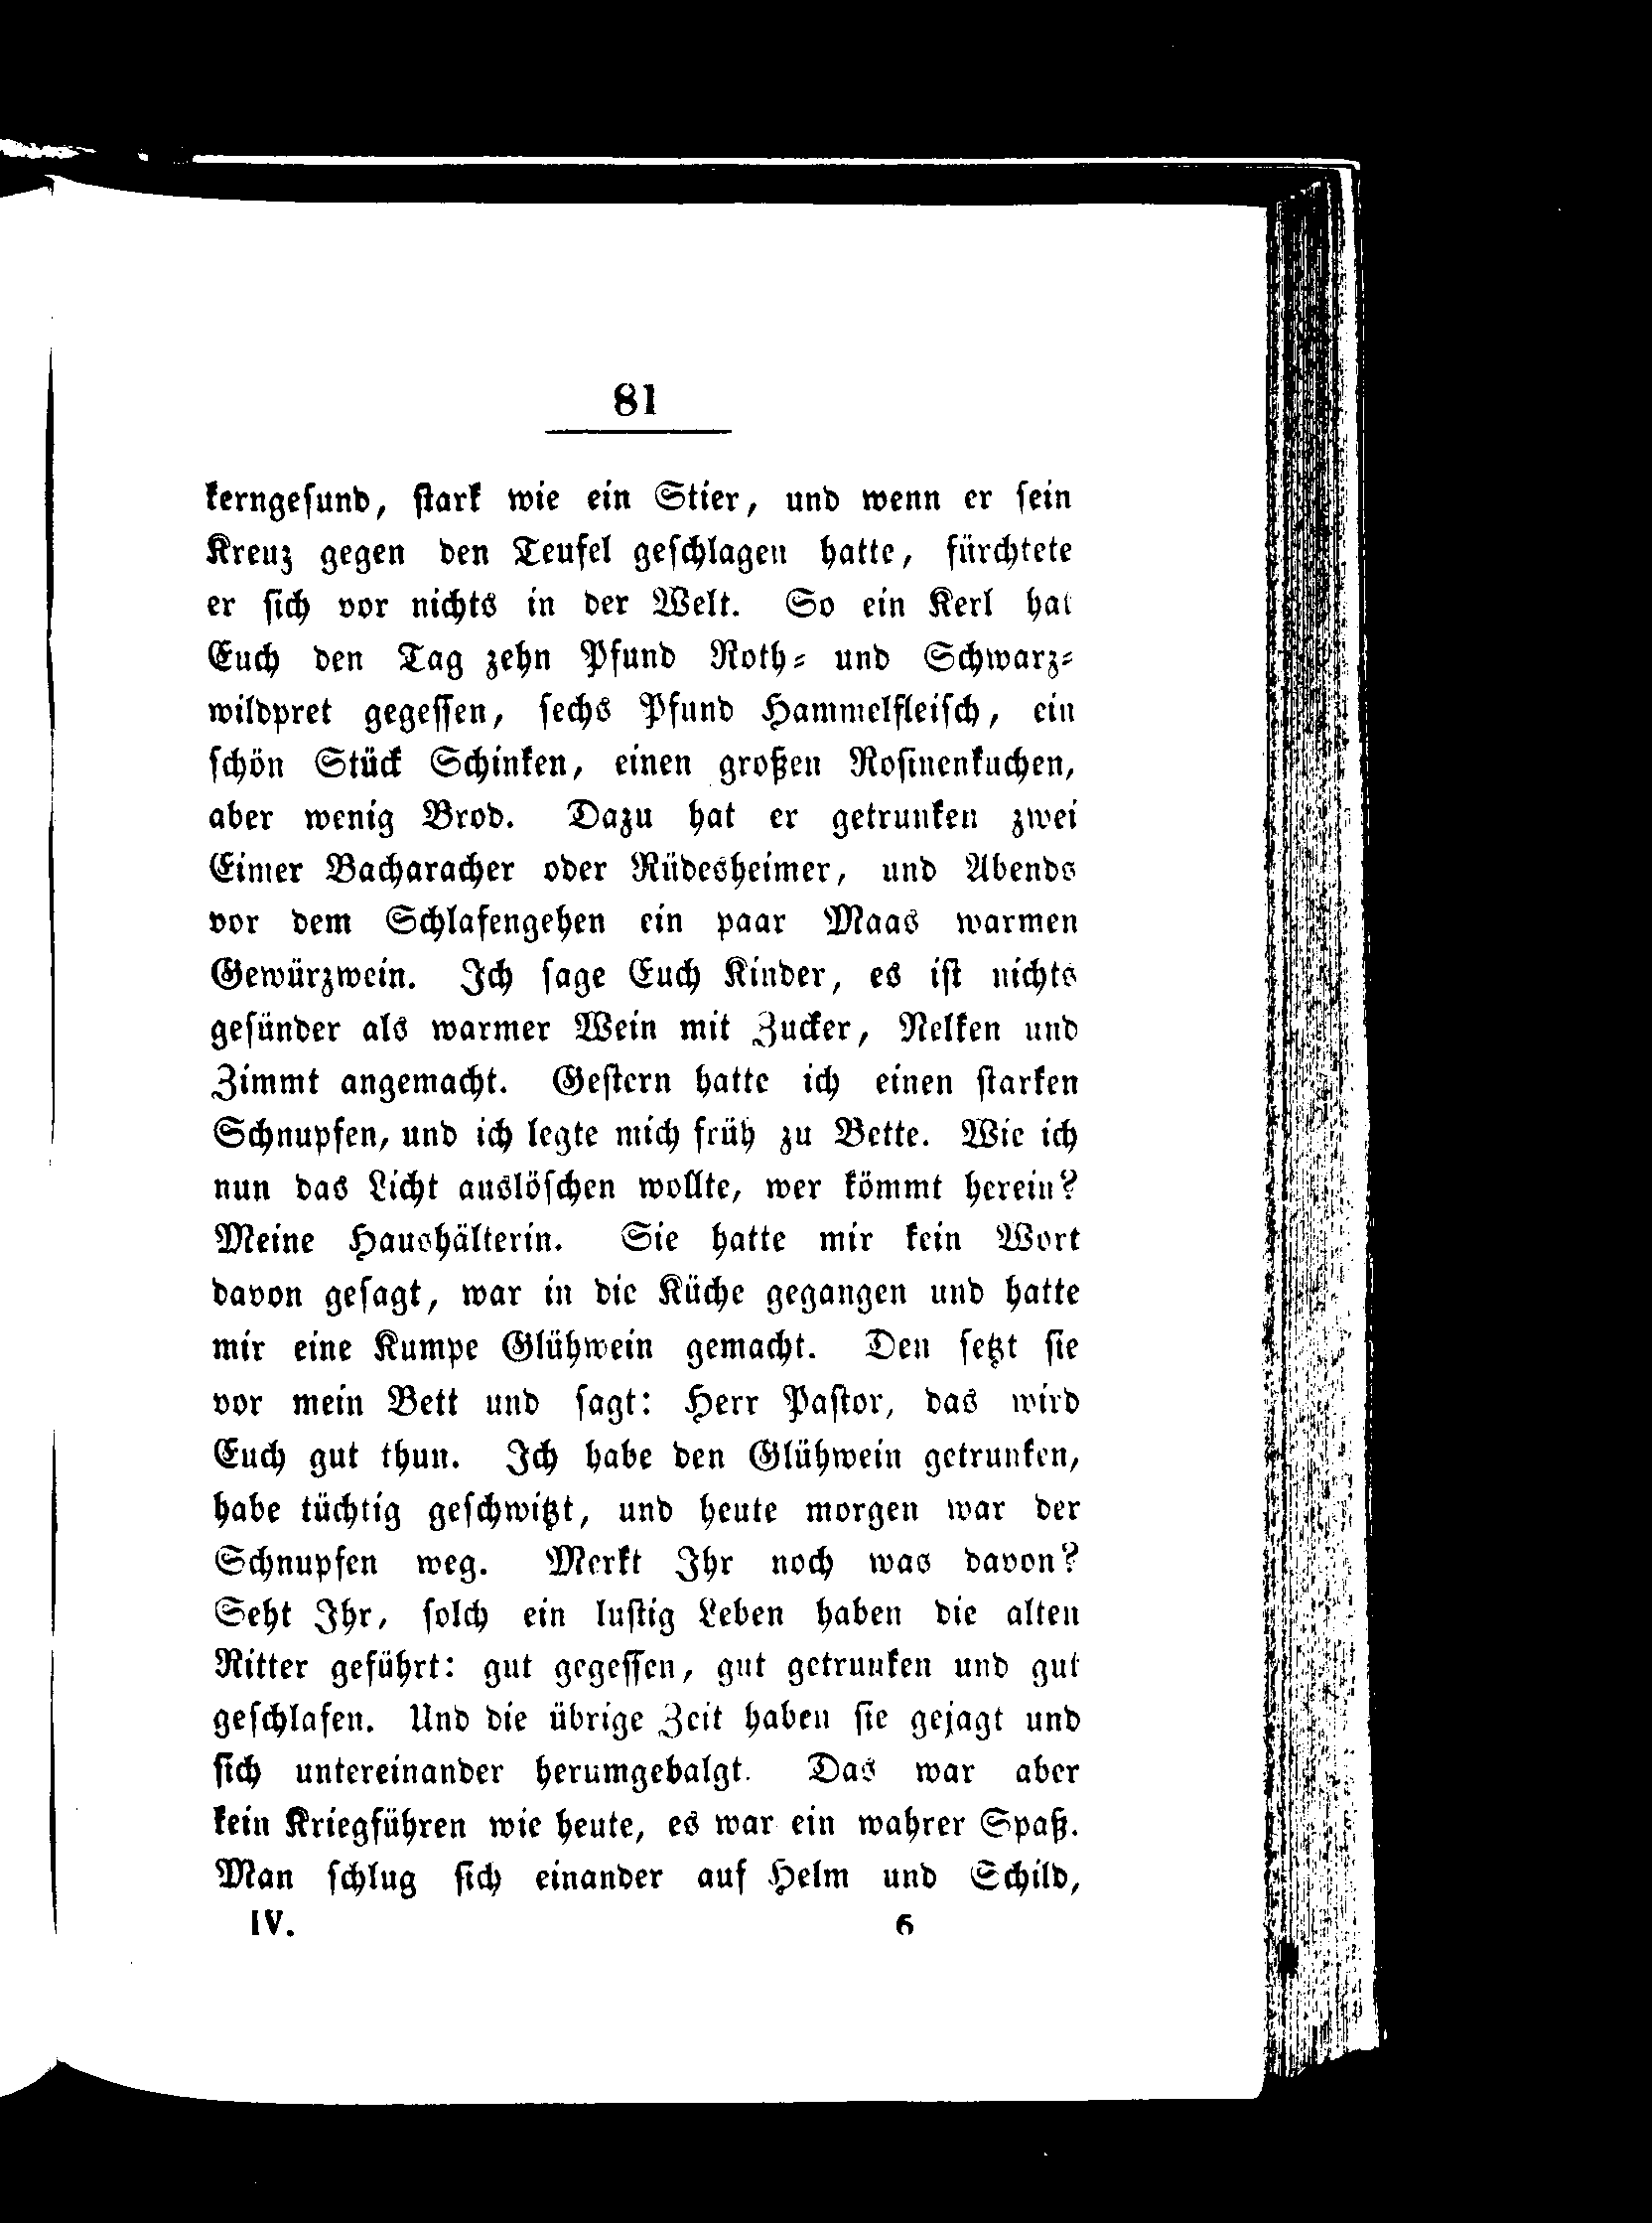 81
kerngesund, stark wie ein Stier, und wenn er sein
Kreuz gegen den Teufel geschlagen hatte, fürchtete
er sich vor nichts in der Welt. So ein Kerl hat
Euch den Tag zehn Pfund Roth- und Schwarz-
wildpret gegessen, sechs Pfund Hammelfleisch, ein
schön Stück Schinken, einen großen Rosinenkuchen,
aber wenig Brod. Dazu hat er getrunken zwei
Eimer Bacharacher oder Rüdesheimer, und Abends
vor dem Schlafengehen ein paar Maas warmen
Gewürzwein. Ich sage Euch Kinder, es ist nichts
gesünder als warmer Wein mit Zucker, Nelken und
Zimmt angemacht. Gestern hatte ich einen starken
Schnupfen, und ich legte mich früh zu Bette. Wie ich
nun das Licht auslöschen wollte, wer kömmt herein?
Meine Haushälterin. Sie hatte mir kein Wort
davon gesagt, war in die Küche gegangen und hatte
mir eine Kumpe Glühwein gemacht. Den setzt sie
vor mein Bett und sagt: Herr Pastor, das wird
Euch gut thun. Ich habe den Glühwein getrunken,
habe tüchtig geschwitzt, und heute morgen war der
Schnupfen weg. Merkt Ihr noch was davon?
Seht Ihr, solch ein lustig Leben haben die alten
Ritter geführt: gut gegessen, gut getrunken und gut
geschlafen. Und die übrige Zeit haben sie gejagt und
sich untereinander herumgebalgt. Das war aber
kein Kriegführen wie heute, es war ein wahrer Spaß.
Man schlug sich einander auf Helm und Schild,
IV. 6